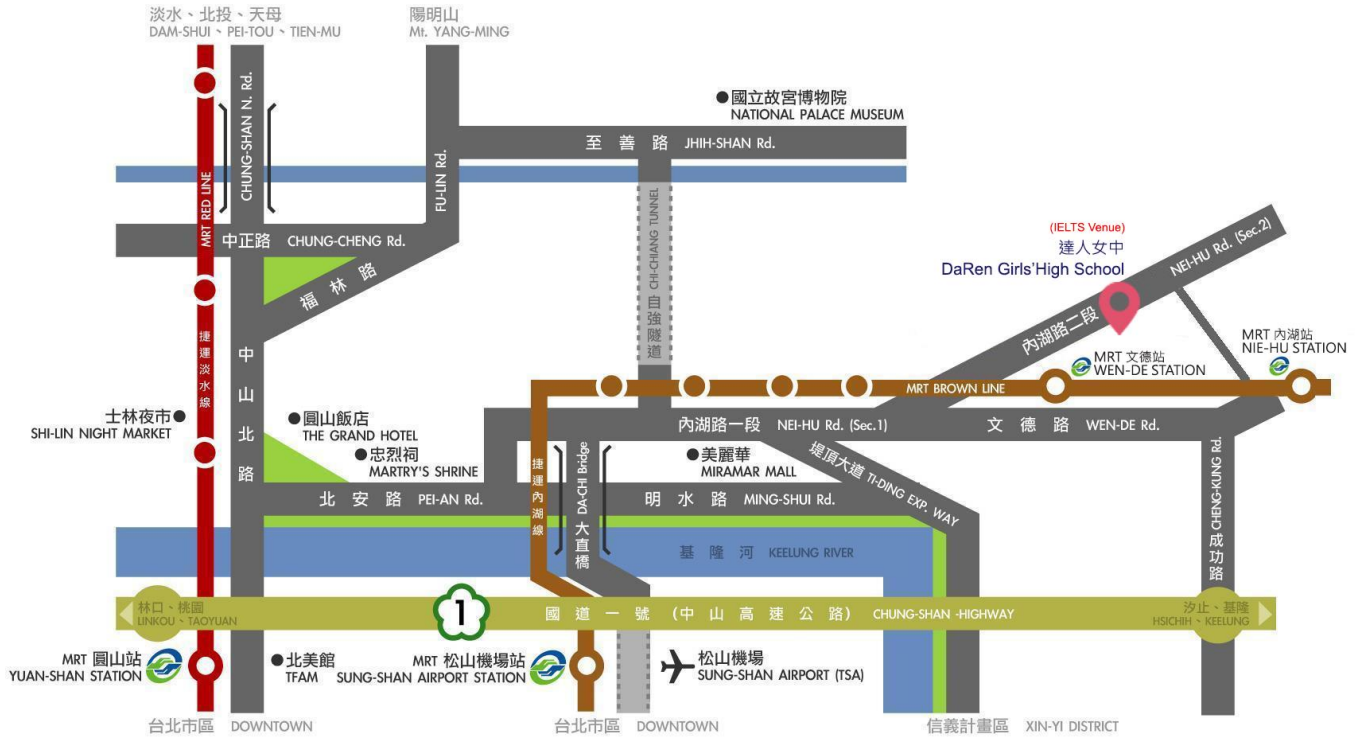 淡水、北投、天母
DAM-SHUI、PEI-TOU、TIEN-MU
陽明山
Mt. YANG-MING
CHUNG-SHAN N. Rd.
國立故宮博物院
NATIONAL PALACE MUSEUM
至善路 JHIH-SHAN Rd.
MRT RED LINE
FU-LIN Rd.
CHI-CHIANG TUNNEL
自強隧道
中正路 CHUNG-CHENG Rd.
福林路
(IELTS Venue)
達人女中
DaRen Girls'High School
NEI-HU Rd. (Sec.2)
內湖路二段
捷運淡水線
中山北路
MRT 文德站
WEN-DE STATION
MRT 內湖站
NIE-HU STATION
MRT BROWN LINE
士林夜市
SHI-LIN NIGHT MARKET
圓山飯店
THE GRAND HOTEL
忠烈祠
MARTRY'S SHRINE
內湖路一段 NEI-HU Rd. (Sec.1)
文德路 WEN-DE Rd.
美麗華
MIRAMAR MALL
堤頂大道 TI-DING EXP. WAY
捷運內湖線
DA-CHI Bridge
大直橋
北安路 PEI-AN Rd.
明水路 MING-SHUI Rd.
CHENG-KUNG Rd.
成功路
基隆河 KEELUNG RIVER
林口、桃園
LINKOU、TAOYUAN
1
國道一號(中山高速公路) CHUNG-SHAN -HIGHWAY
汐止、基隆
HSICHIH、KEELUNG
MRT 圓山站
YUAN-SHAN STATION
北美館
TFAM
MRT 松山機場站
SUNG-SHAN AIRPORT STATION
松山機場
SUNG-SHAN AIRPORT (TSA)
台北市區 DOWNTOWN
台北市區 DOWNTOWN
信義計畫區 XIN-YI DISTRICT